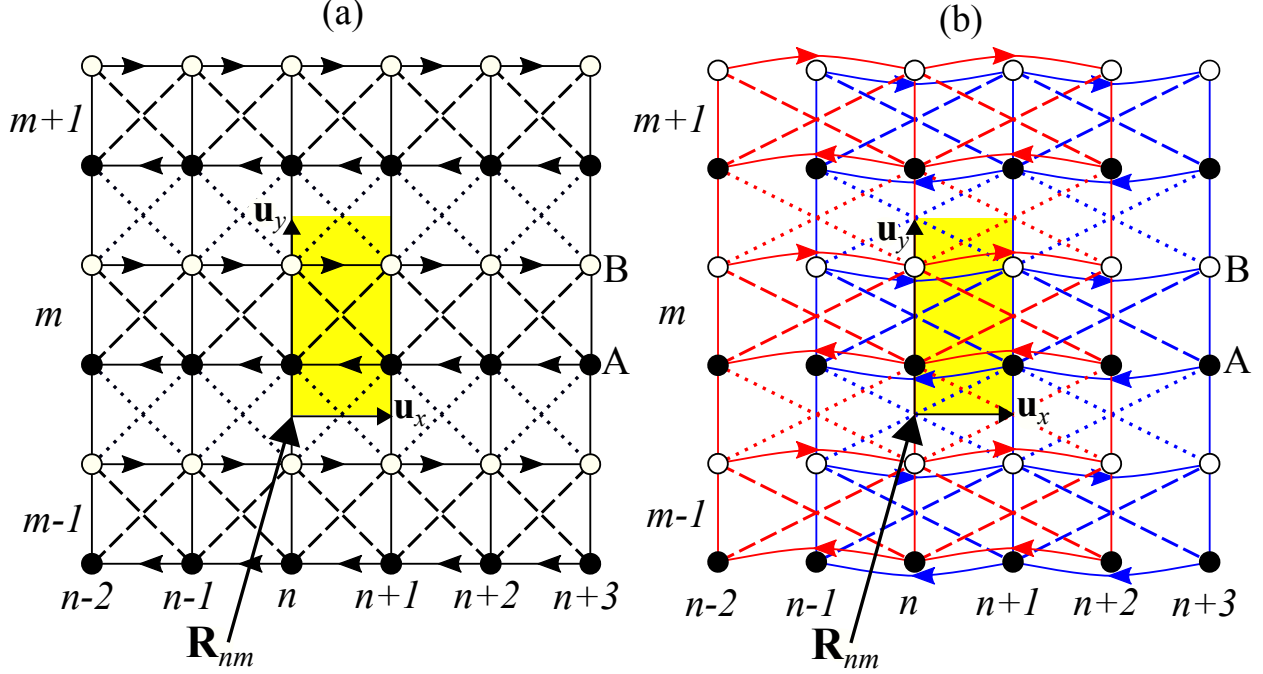 (a)
m+1
u_y
B
m
A
u_x
m-1
n-2 n-1 n n+1 n+2 n+3
R_nm
(b)
m+1
u_y
B
m
A
u_x
m-1
n-2 n-1 n n+1 n+2 n+3
R_nm